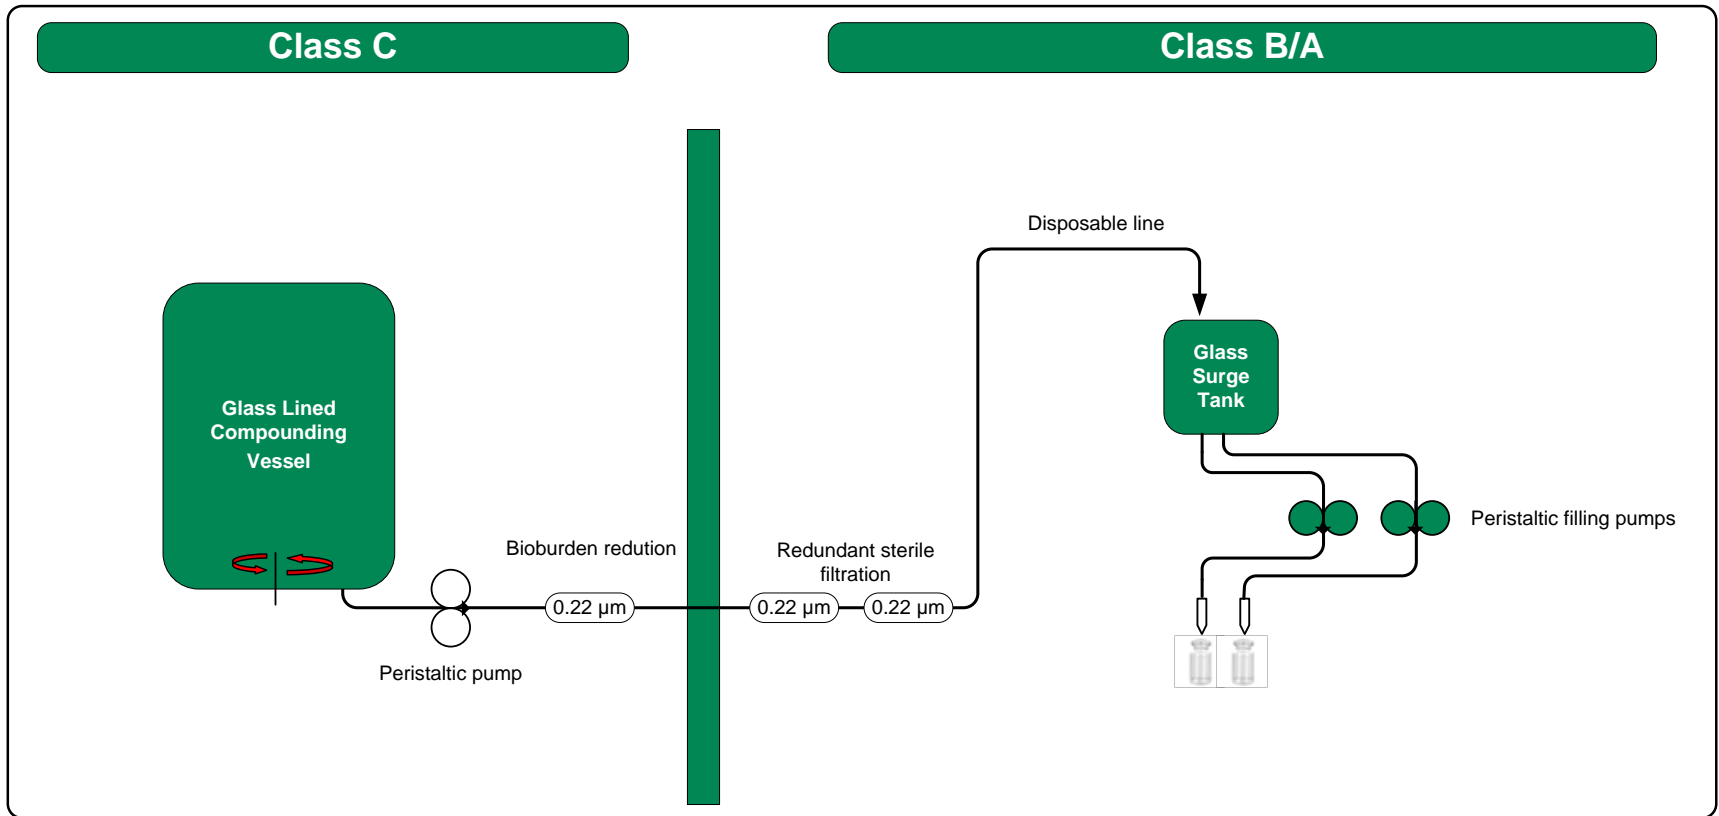 Class C
Class B/A
Disposable line
Glass
Surge
Tank
Glass Lined
Compounding
Vessel
Peristaltic filling pumps
Bioburden redution
Redundant sterile
filtration
0.22 µm
0.22 µm
0.22 µm
Peristaltic pump